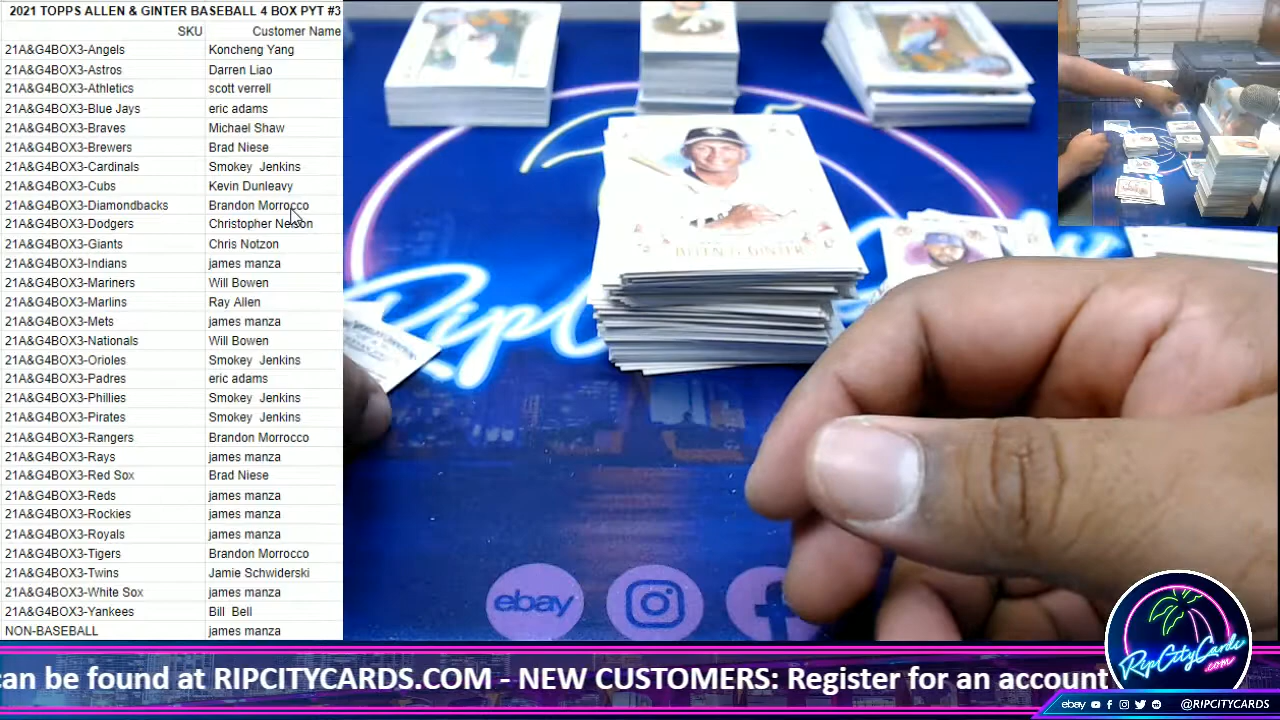 2021 TOPPS ALLEN & GINTER BASEBALL 4 BOX PYT #3
SKU Customer Name
21A&G4BOX3-Angels Koncheng Yang
21A&G4BOX3-Astros Darren Liao
21A&G4BOX3-Athletics scott verrell
21A&G4BOX3-Blue Jays eric adams
21A&G4BOX3-Braves Michael Shaw
21A&G4BOX3-Brewers Brad Niese
21A&G4BOX3-Cardinals Smokey Jenkins
21A&G4BOX3-Cubs Kevin Dunleavy
21A&G4BOX3-Diamondbacks Brandon Morrocco
21A&G4BOX3-Dodgers Christopher Nelson
21A&G4BOX3-Giants Chris Notzon
21A&G4BOX3-Indians james manza
21A&G4BOX3-Mariners Will Bowen
21A&G4BOX3-Marlins Ray Allen
21A&G4BOX3-Mets james manza
21A&G4BOX3-Nationals Will Bowen
21A&G4BOX3-Orioles Smokey Jenkins
21A&G4BOX3-Padres eric adams
21A&G4BOX3-Phillies Smokey Jenkins
21A&G4BOX3-Pirates Smokey Jenkins
21A&G4BOX3-Rangers Brandon Morrocco
21A&G4BOX3-Rays james manza
21A&G4BOX3-Red Sox Brad Niese
21A&G4BOX3-Reds james manza
21A&G4BOX3-Rockies james manza
21A&G4BOX3-Royals james manza
21A&G4BOX3-Tigers Brandon Morrocco
21A&G4BOX3-Twins Jamie Schwiderski
21A&G4BOX3-White Sox james manza
21A&G4BOX3-Yankees Bill Bell
NON-BASEBALL james manza
ALLEN & GINTER
RipC
ebay
can be found at RIPCITYCARDS.COM - NEW CUSTOMERS: Register for an account
RipCityCards
.com
ebay @RIPCITYCARDS